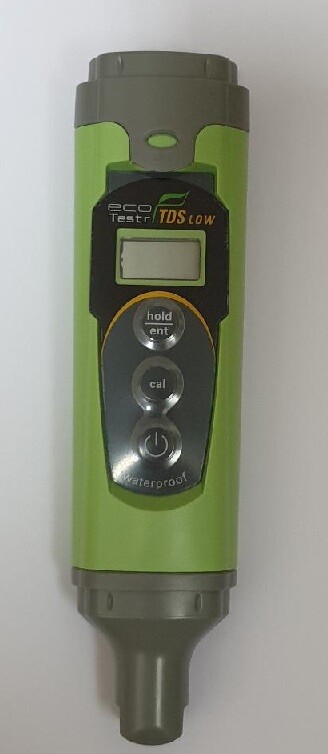 eco
Testr TDS LOW
hold
ent
cal
waterproof